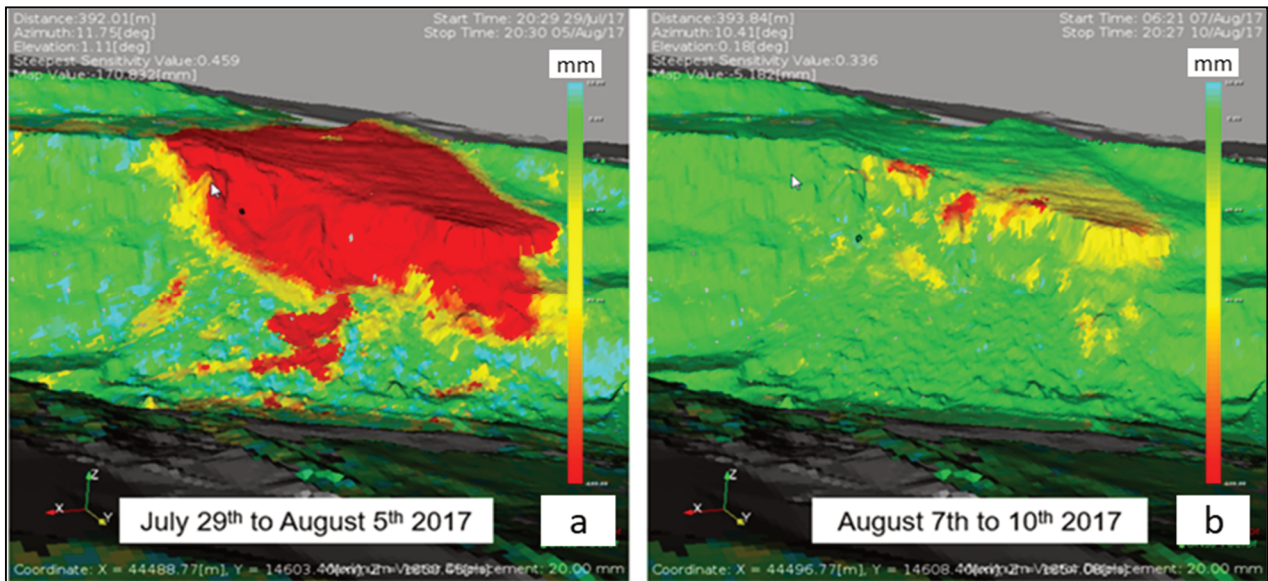 Distance:392.01[m]
Azimuth:11.75[deg]
Elevation:1.11[deg]
Steepest Sensitivity Value:0.459
Map Value:-170.832[mm]
Start Time: 20:29 29/Jul/17
Stop Time: 20:30 05/Aug/17
mm
Z
X
Y
July 29th to August 5th 2017
a
Coordinate: X = 44488.77[m], Y = 14603.4
placement: 20.00 mm
Distance:393.84[m]
Azimuth:10.41[deg]
Elevation:0.18[deg]
Steepest Sensitivity Value:0.336
Map Value:-5.182[mm]
Start Time: 06:21 07/Aug/17
Stop Time: 20:27 10/Aug/17
mm
Z
X
Y
August 7th to 10th 2017
b
Coordinate: X = 44496.77[m], Y = 14608.4
placement: 20.00 mm